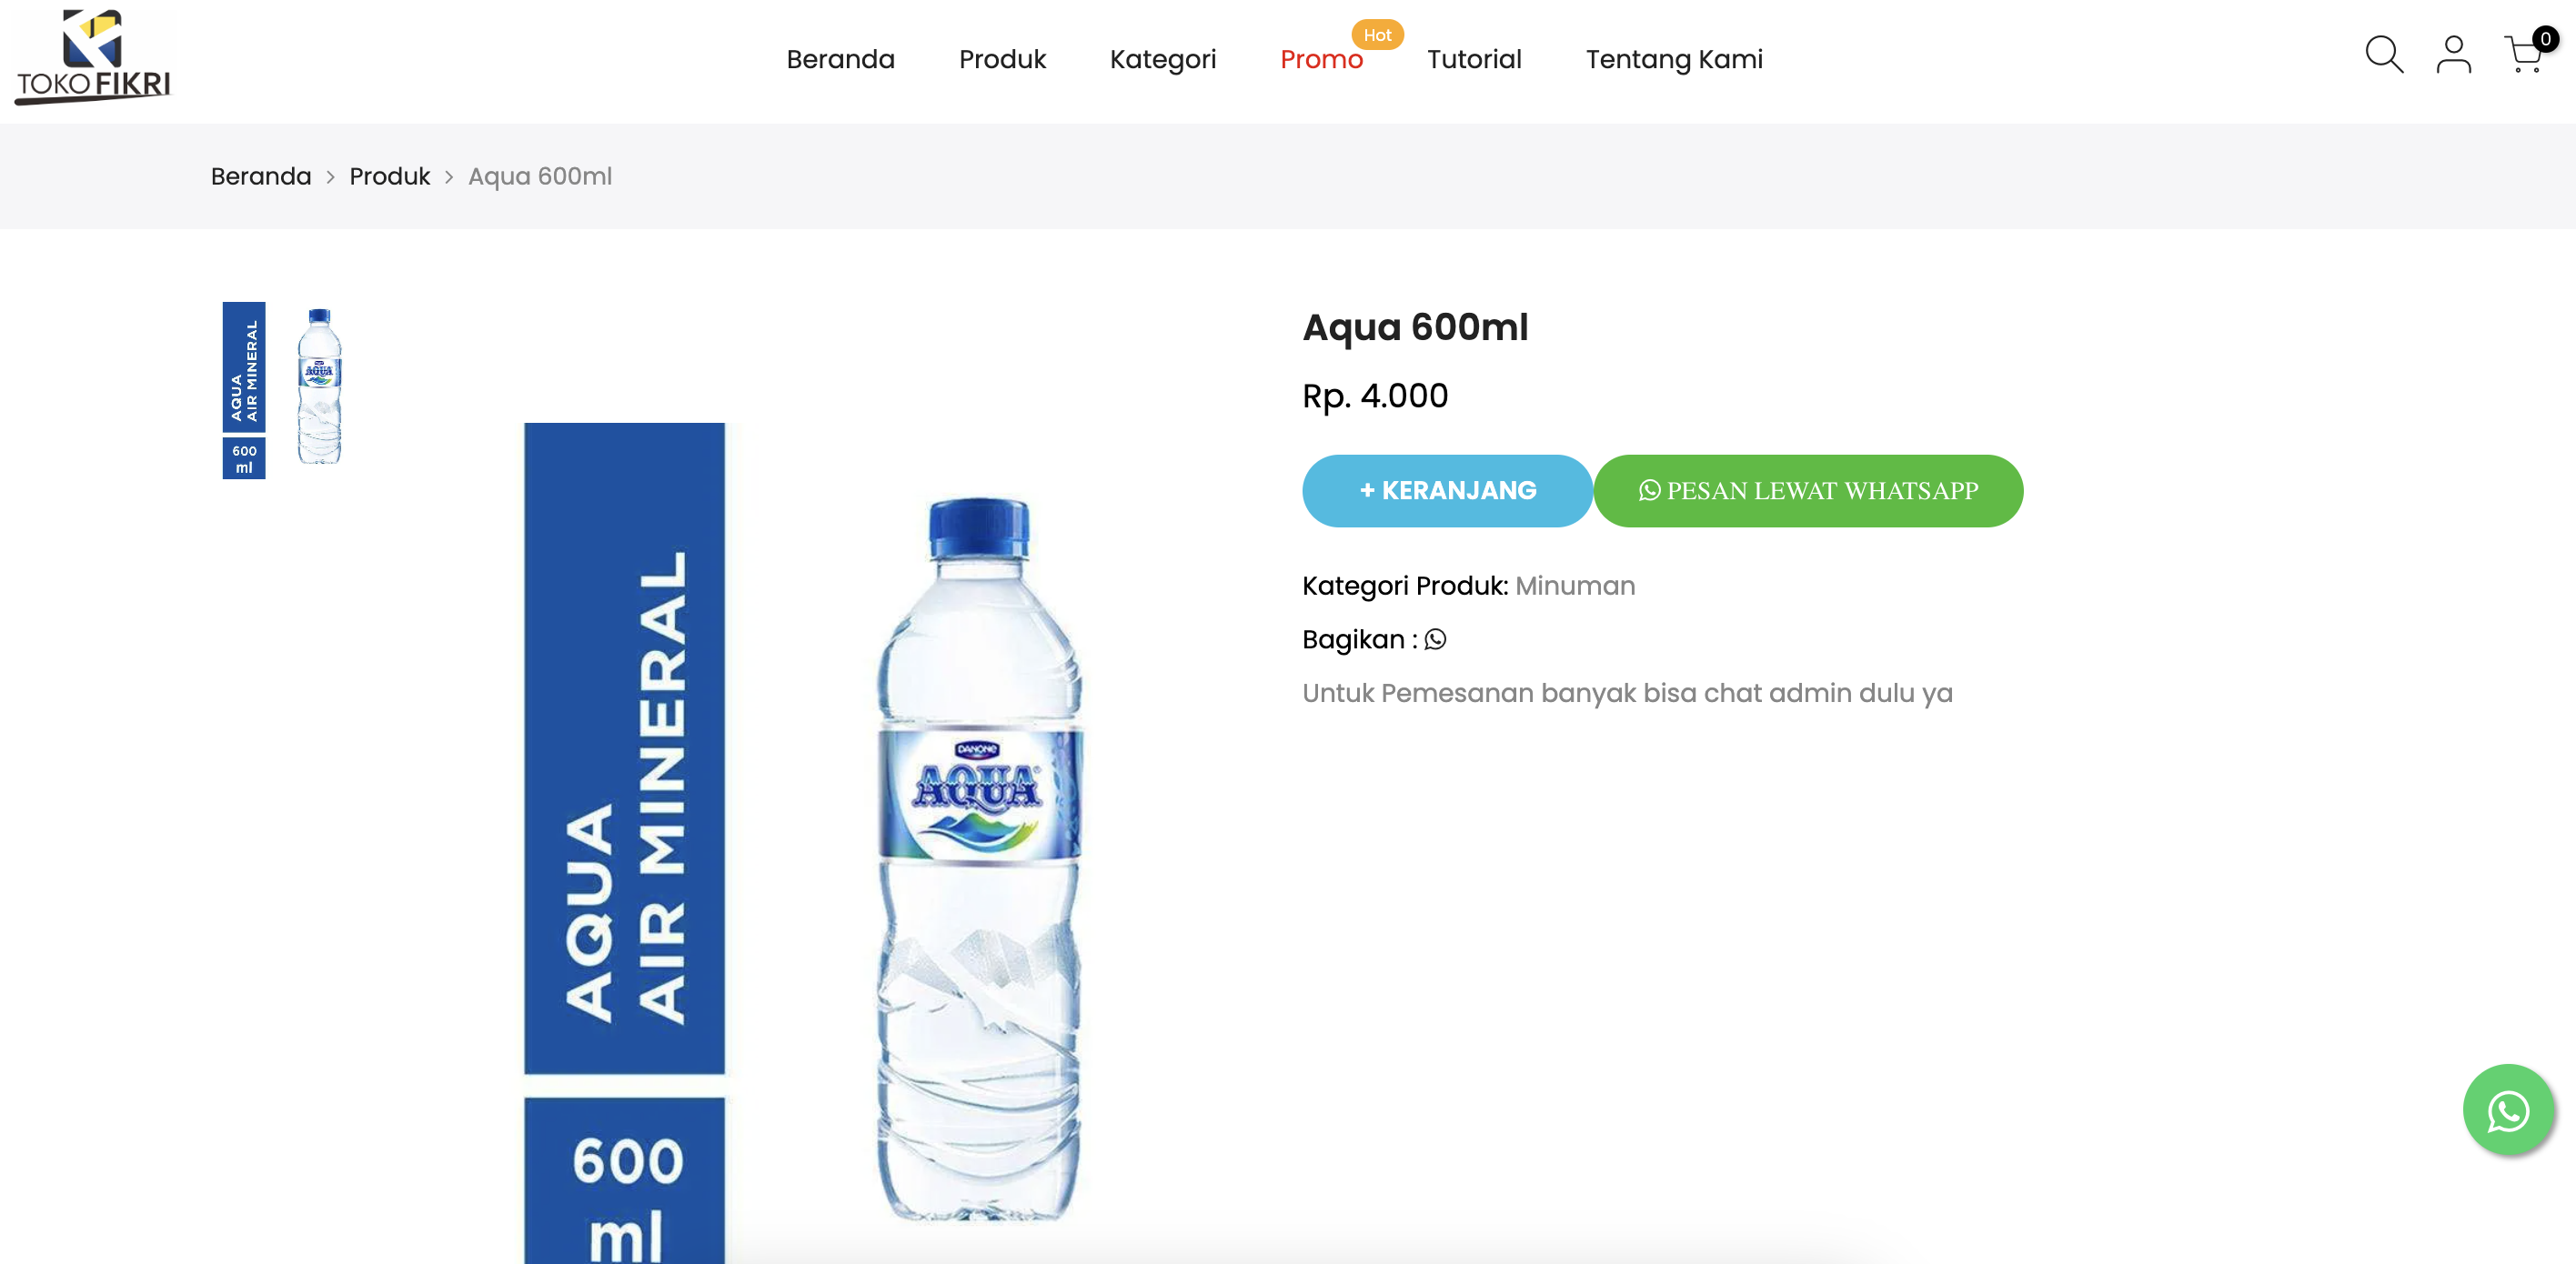 TOKO FIKRI
Beranda
Produk
Kategori
Promo
Hot
Tutorial
Tentang Kami
0
Beranda > Produk > Aqua 600ml
AQUA
AIR MINERAL
600
ml
AQUA
AQUA
AIR MINERAL
600
ml
DANONE
AQUA®
Aqua 600ml
Rp. 4.000
+ KERANJANG
PESAN LEWAT WHATSAPP
Kategori Produk: Minuman
Bagikan :
Untuk Pemesanan banyak bisa chat admin dulu ya